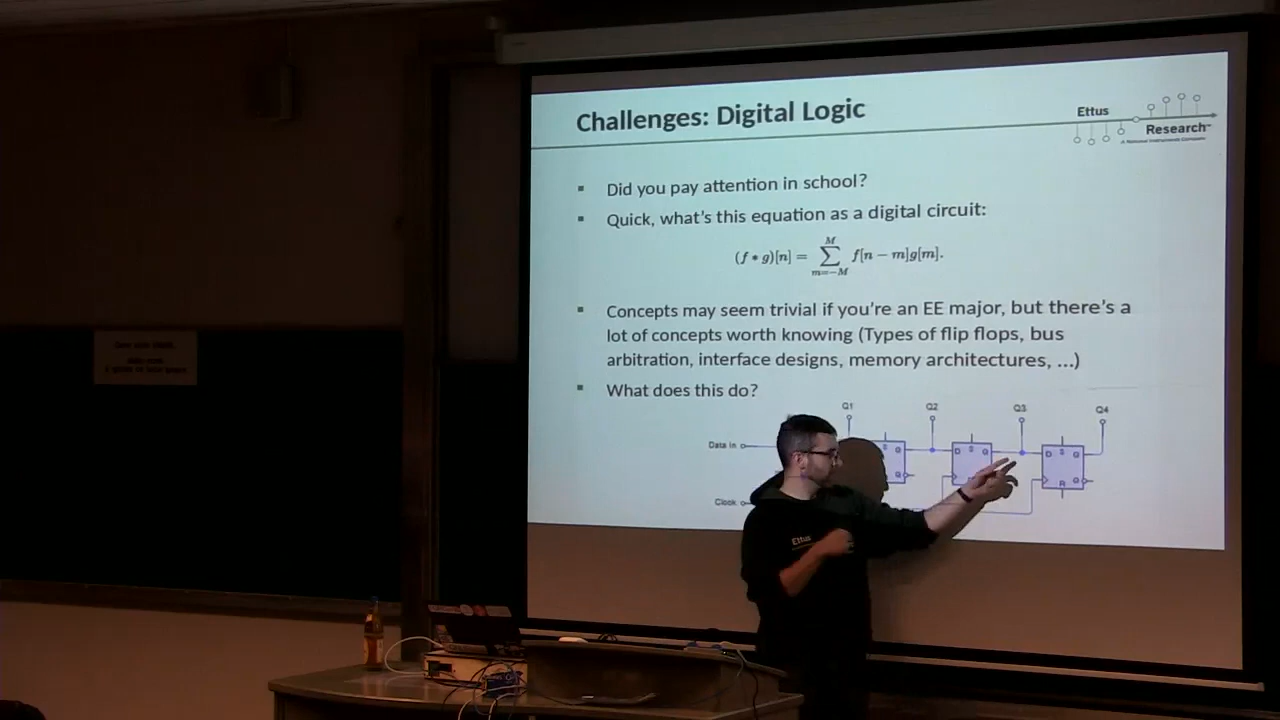 Challenges: Digital Logic
Ettus
Research™
A National Instruments Company
Did you pay attention in school?
Quick, what's this equation as a digital circuit:
(f * g)[n] = ∑ f[n − m]g[m].
M
m=−M
Concepts may seem trivial if you're an EE major, but there's a
lot of concepts worth knowing (Types of flip flops, bus
arbitration, interface designs, memory architectures, ...)
What does this do?
Q1 Q2 Q3 Q4
Data in
S Q D S Q D S Q
Q Q R Q
Clock
Ettus